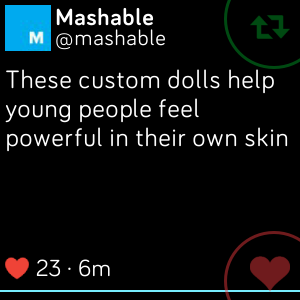 M
Mashable
@mashable
These custom dolls help
young people feel
powerful in their own skin
23 · 6m